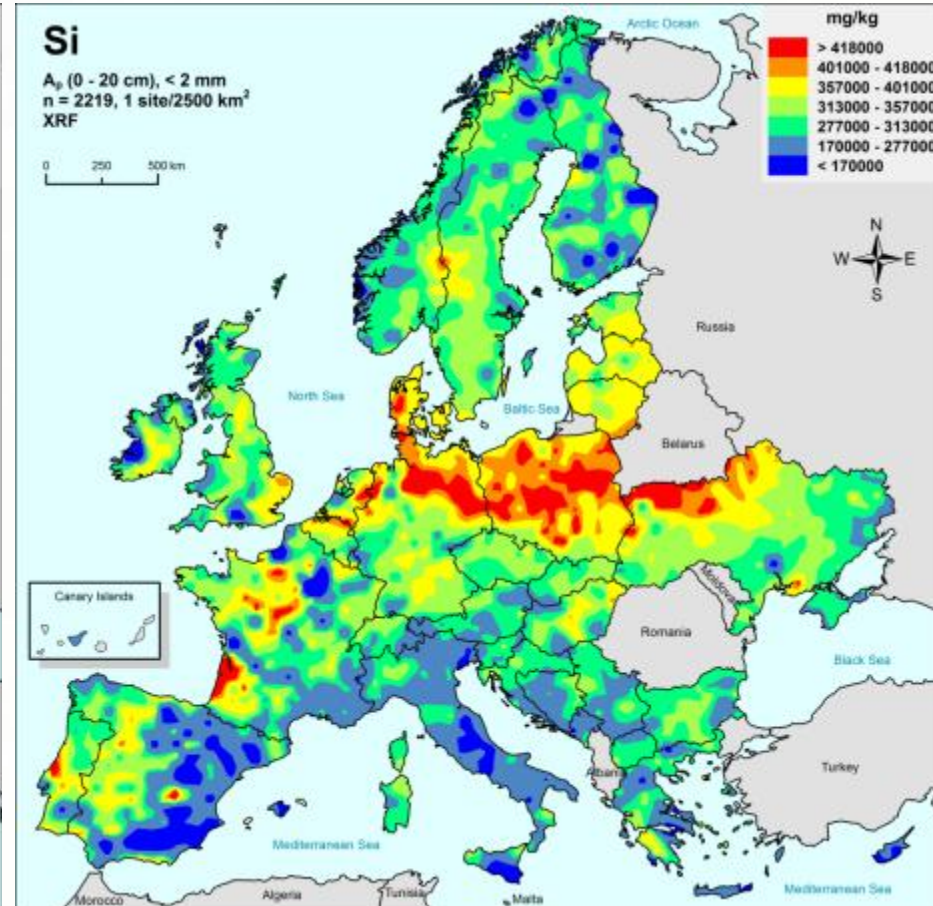 Si
Aₚ (0 - 20 cm), < 2 mm
n = 2219, 1 site/2500 km²
XRF
0 250 500 km
mg/kg
> 418000
401000 - 418000
357000 - 401000
313000 - 357000
277000 - 313000
170000 - 277000
< 170000
Arctic Ocean
N
W E
S
Russia
North Sea
Baltic Sea
Belarus
Canary Islands
Moldova
Romania
Black Sea
Albania
Turkey
Mediterranean Sea
Morocco
Algeria
Tunisia
Malta
Mediterranean Sea